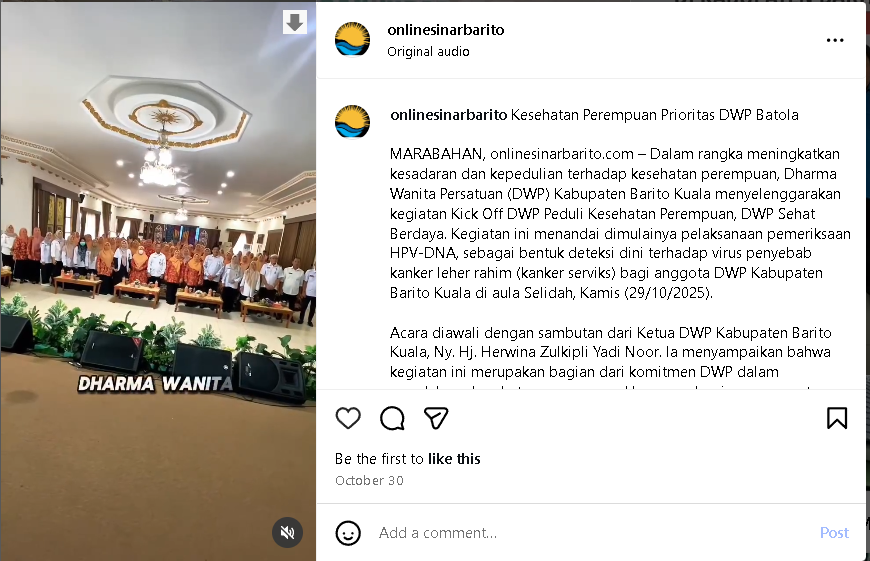 onlinesinarbarito
Original audio
onlinesinarbarito Kesehatan Perempuan Prioritas DWP Batola
MARABAHAN, onlinesinarbarito.com – Dalam rangka meningkatkan
kesadaran dan kepedulian terhadap kesehatan perempuan, Dharma
Wanita Persatuan (DWP) Kabupaten Barito Kuala menyelenggarakan
kegiatan Kick Off DWP Peduli Kesehatan Perempuan, DWP Sehat
Berdaya. Kegiatan ini menandai dimulainya pelaksanaan pemeriksaan
HPV-DNA, sebagai bentuk deteksi dini terhadap virus penyebab
kanker leher rahim (kanker serviks) bagi anggota DWP Kabupaten
Barito Kuala di aula Selidah, Kamis (29/10/2025).
Acara diawali dengan sambutan dari Ketua DWP Kabupaten Barito
Kuala, Ny. Hj. Herwina Zulkipli Yadi Noor. Ia menyampaikan bahwa
kegiatan ini merupakan bagian dari komitmen DWP dalam
DHARMA WANITA
Be the first to like this
October 30
Add a comment...
Post